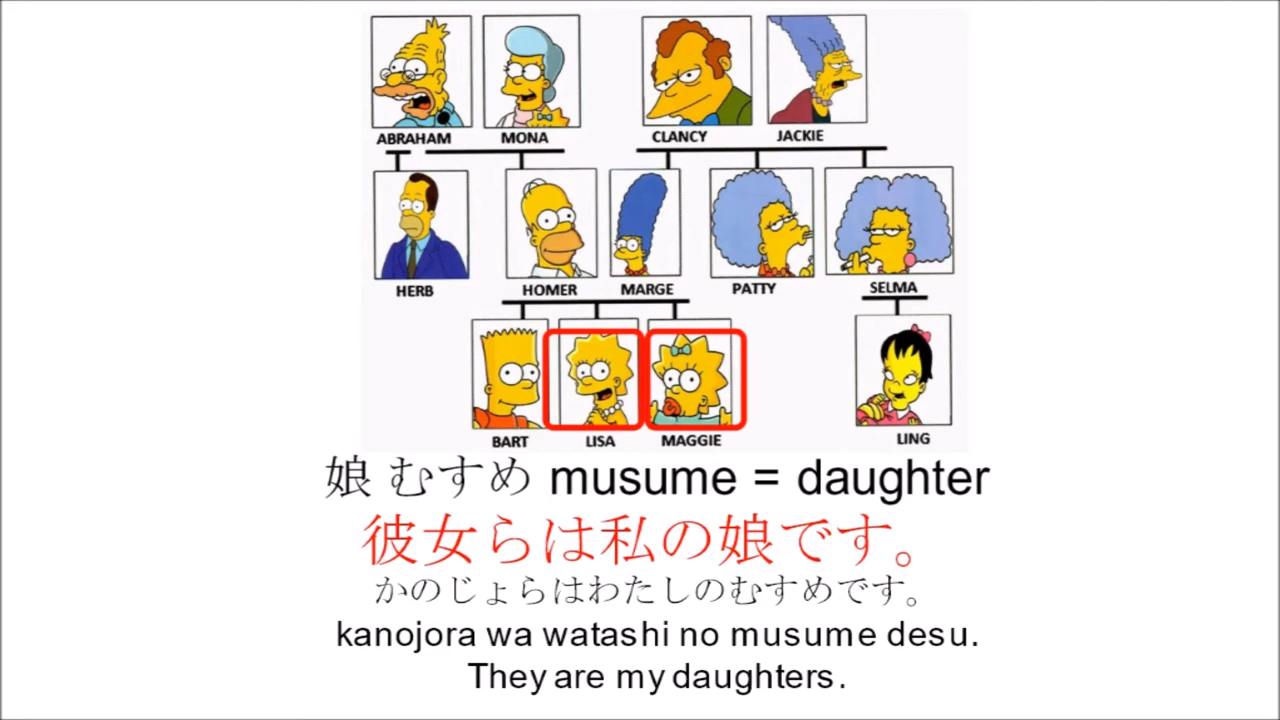 ABRAHAM MONA CLANCY JACKIE
HERB HOMER MARGE PATTY SELMA
BART LISA MAGGIE LING
娘 むすめ musume = daughter
彼女らは私の娘です。
かのじょらはわたしのむすめです。
kanojora wa watashi no musume desu.
They are my daughters.